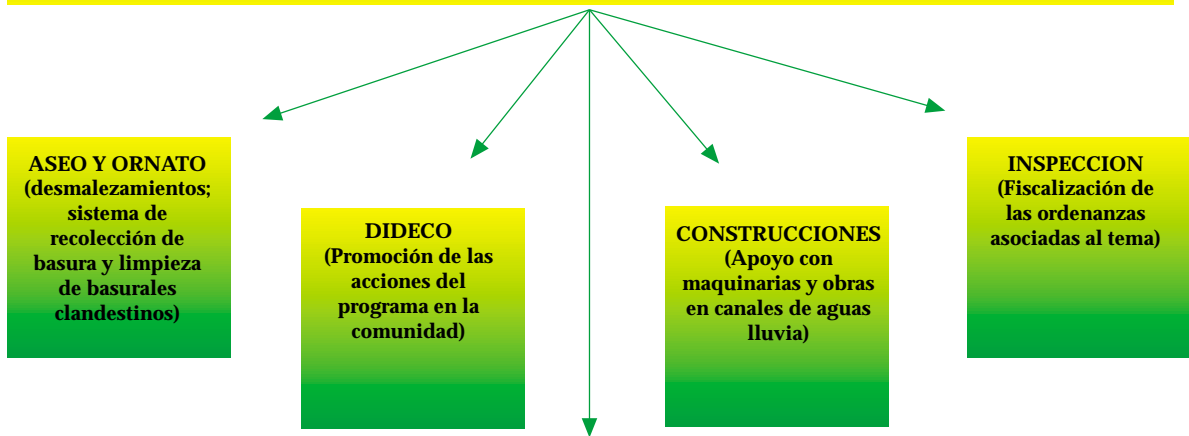 ASEO Y ORNATO
(desmalezamientos;
sistema de
recolección de
basura y limpieza
de basurales
clandestinos)
DIDECO
(Promoción de las
acciones del
programa en la
comunidad)
CONSTRUCCIONES
(Apoyo con
maquinarias y obras
en canales de aguas
lluvia)
INSPECCION
(Fiscalización de
las ordenanzas
asociadas al tema)